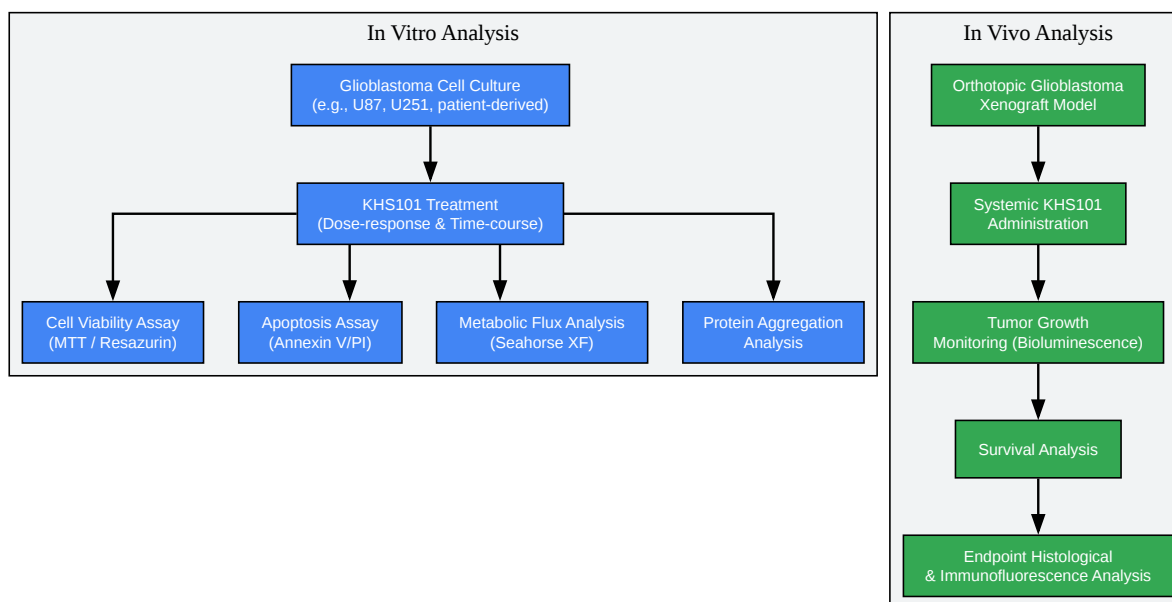 In Vitro Analysis
Glioblastoma Cell Culture
(e.g., U87, U251, patient-derived)
KHS101 Treatment
(Dose-response & Time-course)
Cell Viability Assay
(MTT / Resazurin)
Apoptosis Assay
(Annexin V/PI)
Metabolic Flux Analysis
(Seahorse XF)
Protein Aggregation
Analysis
In Vivo Analysis
Orthotopic Glioblastoma
Xenograft Model
Systemic KHS101
Administration
Tumor Growth
Monitoring (Bioluminescence)
Survival Analysis
Endpoint Histological
& Immunofluorescence Analysis